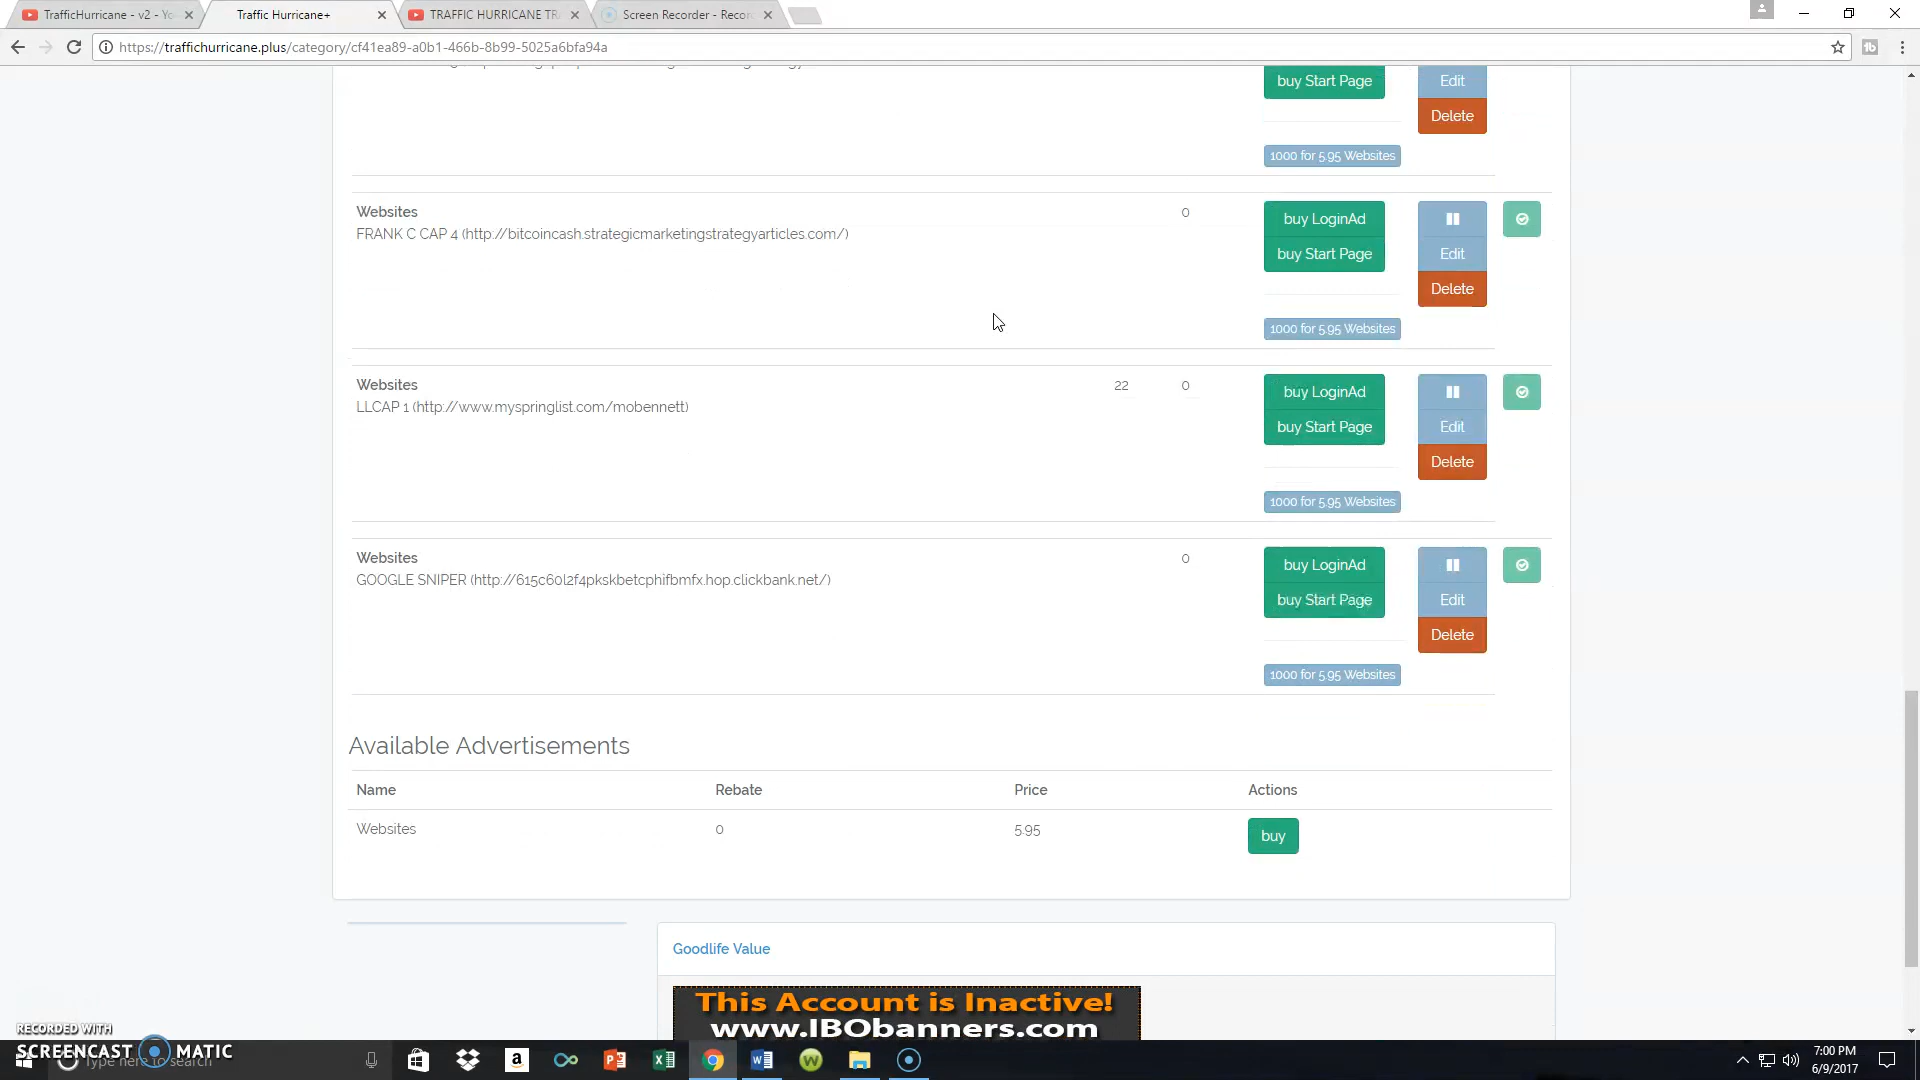 TrafficHurricane - v2 - Yo
Traffic Hurricane+
TRAFFIC HURRICANE TR
Screen Recorder - Recor
https://traffichurricane.plus/category/cf41ea89-a0b1-466b-8b99-5025a6bfa94a
buy Start Page
Edit
Delete
1000 for 5.95 Websites
Websites
0
buy LoginAd
FRANK C CAP 4 (http://bitcoincash.strategicmarketingstrategyarticles.com/)
buy Start Page
Edit
Delete
1000 for 5.95 Websites
Websites
22
0
buy LoginAd
LLCAP 1 (http://www.myspringlist.com/mobennett)
buy Start Page
Edit
Delete
1000 for 5.95 Websites
Websites
0
buy LoginAd
GOOGLE SNIPER (http://615c60l2f4pkskbetcphifbmfx.hop.clickbank.net/)
buy Start Page
Edit
Delete
1000 for 5.95 Websites
Available Advertisements
Name Rebate Price Actions
Websites 0 5.95 buy
Goodlife Value
This Account is Inactive!
www.IBObanners.com
RECORDED WITH
SCREENCAST MATIC
Type here to search
7:00 PM
6/9/2017